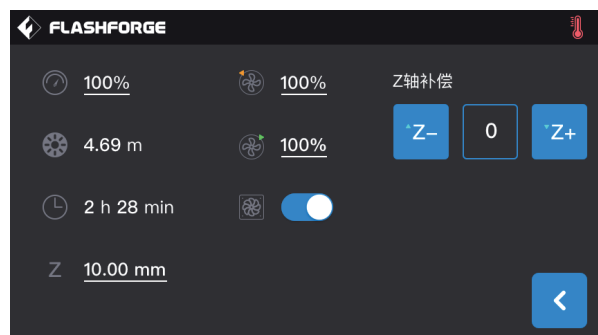 FLASHFORGE
100%
100%
Z轴补偿
4.69 m
100%
Z-
0
Z+
2 h 28 min
Z
10.00 mm